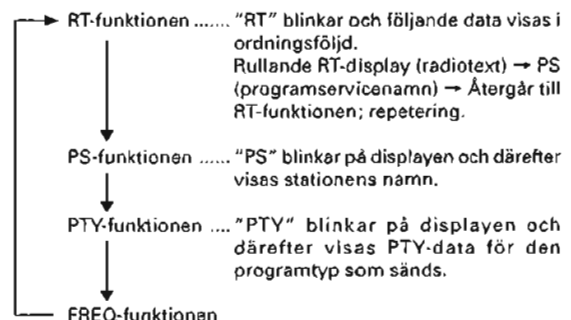 RT-funktionen ....... "RT" blinkar och följande data visas i
ordningsföljd.
Rullande RT-display (radiotext) → PS
(programservicenamn) → Återgår till
RT-funktionen; repetering.
PS-funktionen ...... "PS" blinkar på displayen och därefter
visas stationens namn.
PTY-funktionen .... "PTY" blinkar på displayen och
därefter visas PTY-data för den
programtyp som sänds.
FREQ-funktionen